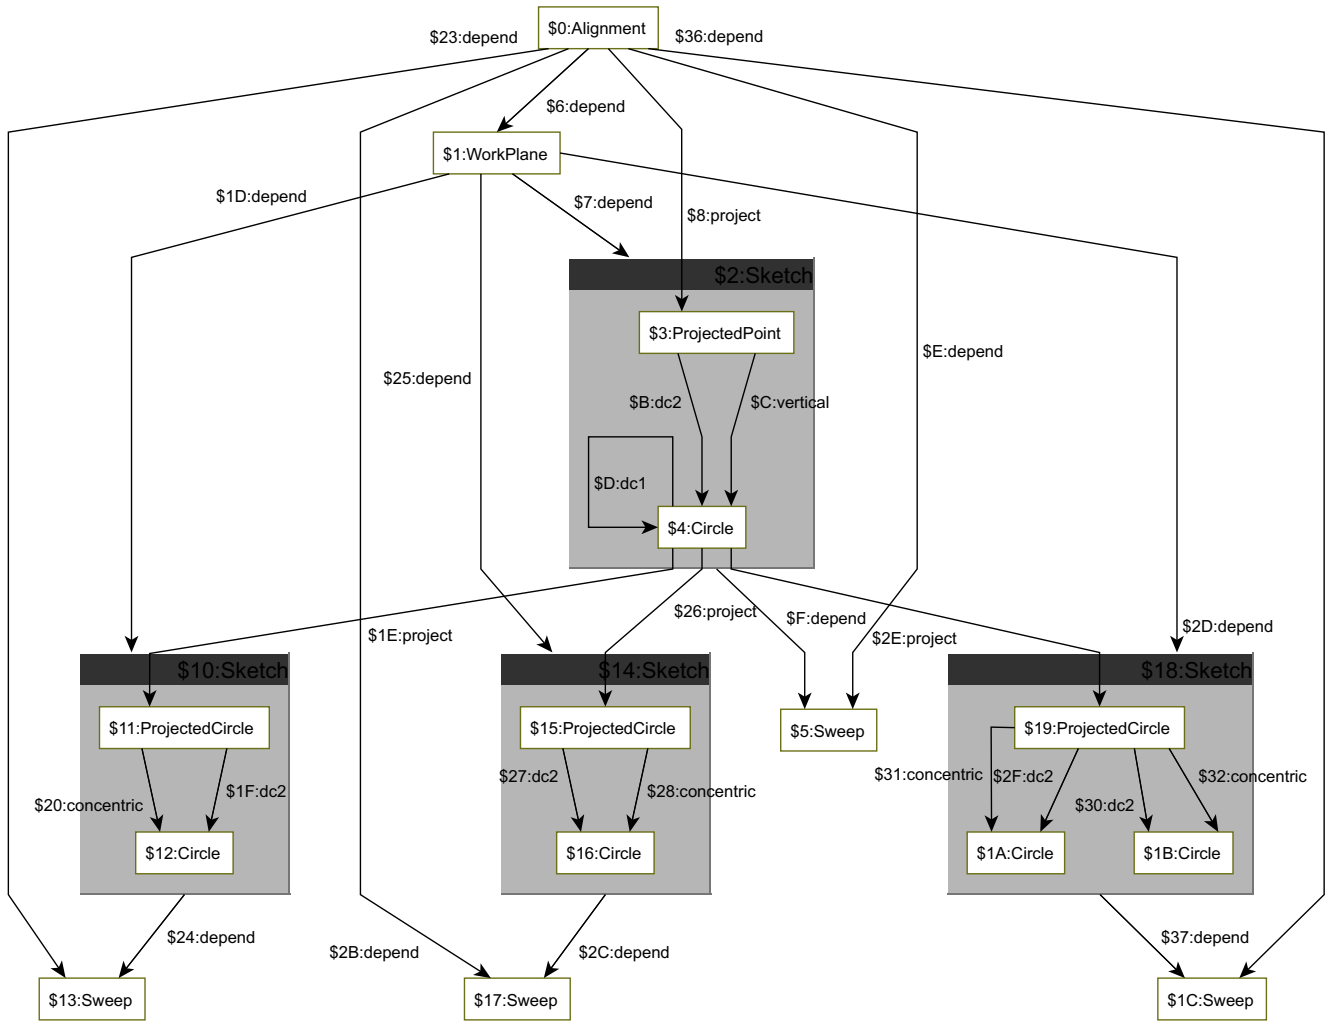 $0:Alignment
$23:depend
$36:depend
$6:depend
$1:WorkPlane
$1D:depend
$7:depend
$8:project
$2:Sketch
$3:ProjectedPoint
$E:depend
$25:depend
$B:dc2
$C:vertical
$D:dc1
$4:Circle
$26:project
$F:depend
$1E:project
$2E:project
$2D:depend
$10:Sketch
$14:Sketch
$18:Sketch
$11:ProjectedCircle
$15:ProjectedCircle
$5:Sweep
$19:ProjectedCircle
$20:concentric
$1F:dc2
$27:dc2
$28:concentric
$31:concentric
$2F:dc2
$30:dc2
$32:concentric
$12:Circle
$16:Circle
$1A:Circle
$1B:Circle
$24:depend
$2B:depend
$2C:depend
$37:depend
$13:Sweep
$17:Sweep
$1C:Sweep